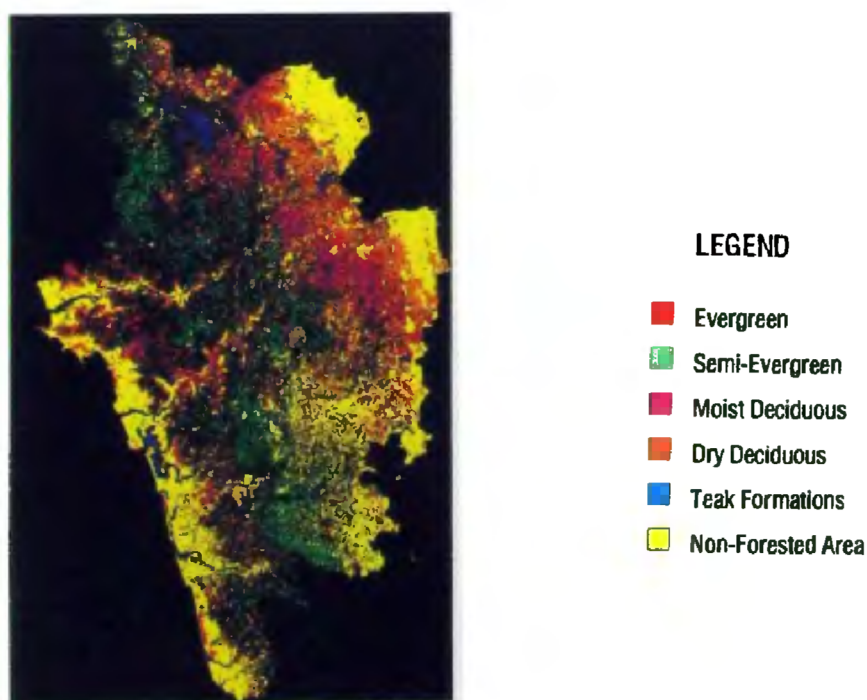 LEGEND
Evergreen
Semi-Evergreen
Moist Deciduous
Dry Deciduous
Teak Formations
Non-Forested Area